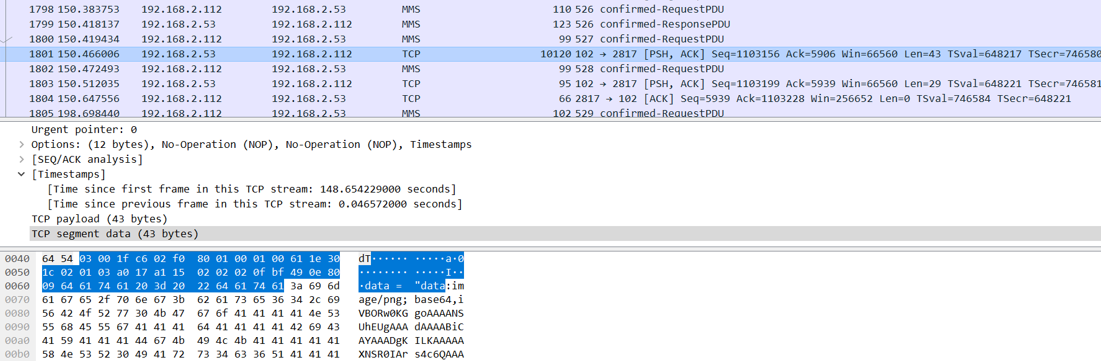 1798 150.383753 192.168.2.112 192.168.2.53 MMS 110 526 confirmed-RequestPDU
1799 150.418137 192.168.2.53 192.168.2.112 MMS 123 526 confirmed-ResponsePDU
1800 150.419434 192.168.2.112 192.168.2.53 MMS 99 527 confirmed-RequestPDU
1801 150.466006 192.168.2.53 192.168.2.112 TCP 10120 102 → 2817 [PSH, ACK] Seq=1103156 Ack=5906 Win=66560 Len=43 TSval=648217 TSecr=746580
1802 150.472493 192.168.2.112 192.168.2.53 MMS 99 528 confirmed-RequestPDU
1803 150.512035 192.168.2.53 192.168.2.112 TCP 95 102 → 2817 [PSH, ACK] Seq=1103199 Ack=5939 Win=66560 Len=29 TSval=648221 TSecr=746581
1804 150.647556 192.168.2.112 192.168.2.53 TCP 66 2817 → 102 [ACK] Seq=5939 Ack=1103228 Win=256652 Len=0 TSval=746584 TSecr=648221
1805 198.698440 192.168.2.112 192.168.2.53 MMS 102 529 confirmed-RequestPDU
Urgent pointer: 0
Options: (12 bytes), No-Operation (NOP), No-Operation (NOP), Timestamps
[SEQ/ACK analysis]
[Timestamps]
[Time since first frame in this TCP stream: 148.654229000 seconds]
[Time since previous frame in this TCP stream: 0.046572000 seconds]
TCP payload (43 bytes)
TCP segment data (43 bytes)
0040 64 54 03 00 1f c6 02 f0 80 01 00 01 00 61 1e 30 dT······ ·····a·0
0050 1c 02 01 03 a0 17 a1 15 02 02 02 0f bf 49 0e 80 ········ ·····I··
0060 09 64 61 74 61 20 3d 20 22 64 61 74 61 3a 69 6d ·data = "data:im
0070 61 67 65 2f 70 6e 67 3b 62 61 73 65 36 34 2c 69 age/png; base64,i
0080 56 42 4f 52 77 30 4b 47 67 6f 41 41 41 41 4e 53 VBORw0KG goAAAANS
0090 55 68 45 55 67 41 41 41 64 41 41 41 41 42 69 43 UhEUgAAA dAAAABiC
00a0 41 59 41 41 41 44 67 4b 49 4c 4b 41 41 41 41 41 AYAAADgK ILKAAAAA
00b0 58 4e 53 52 30 49 41 72 73 34 63 36 51 41 41 41 XNSR0IAr s4c6QAAA